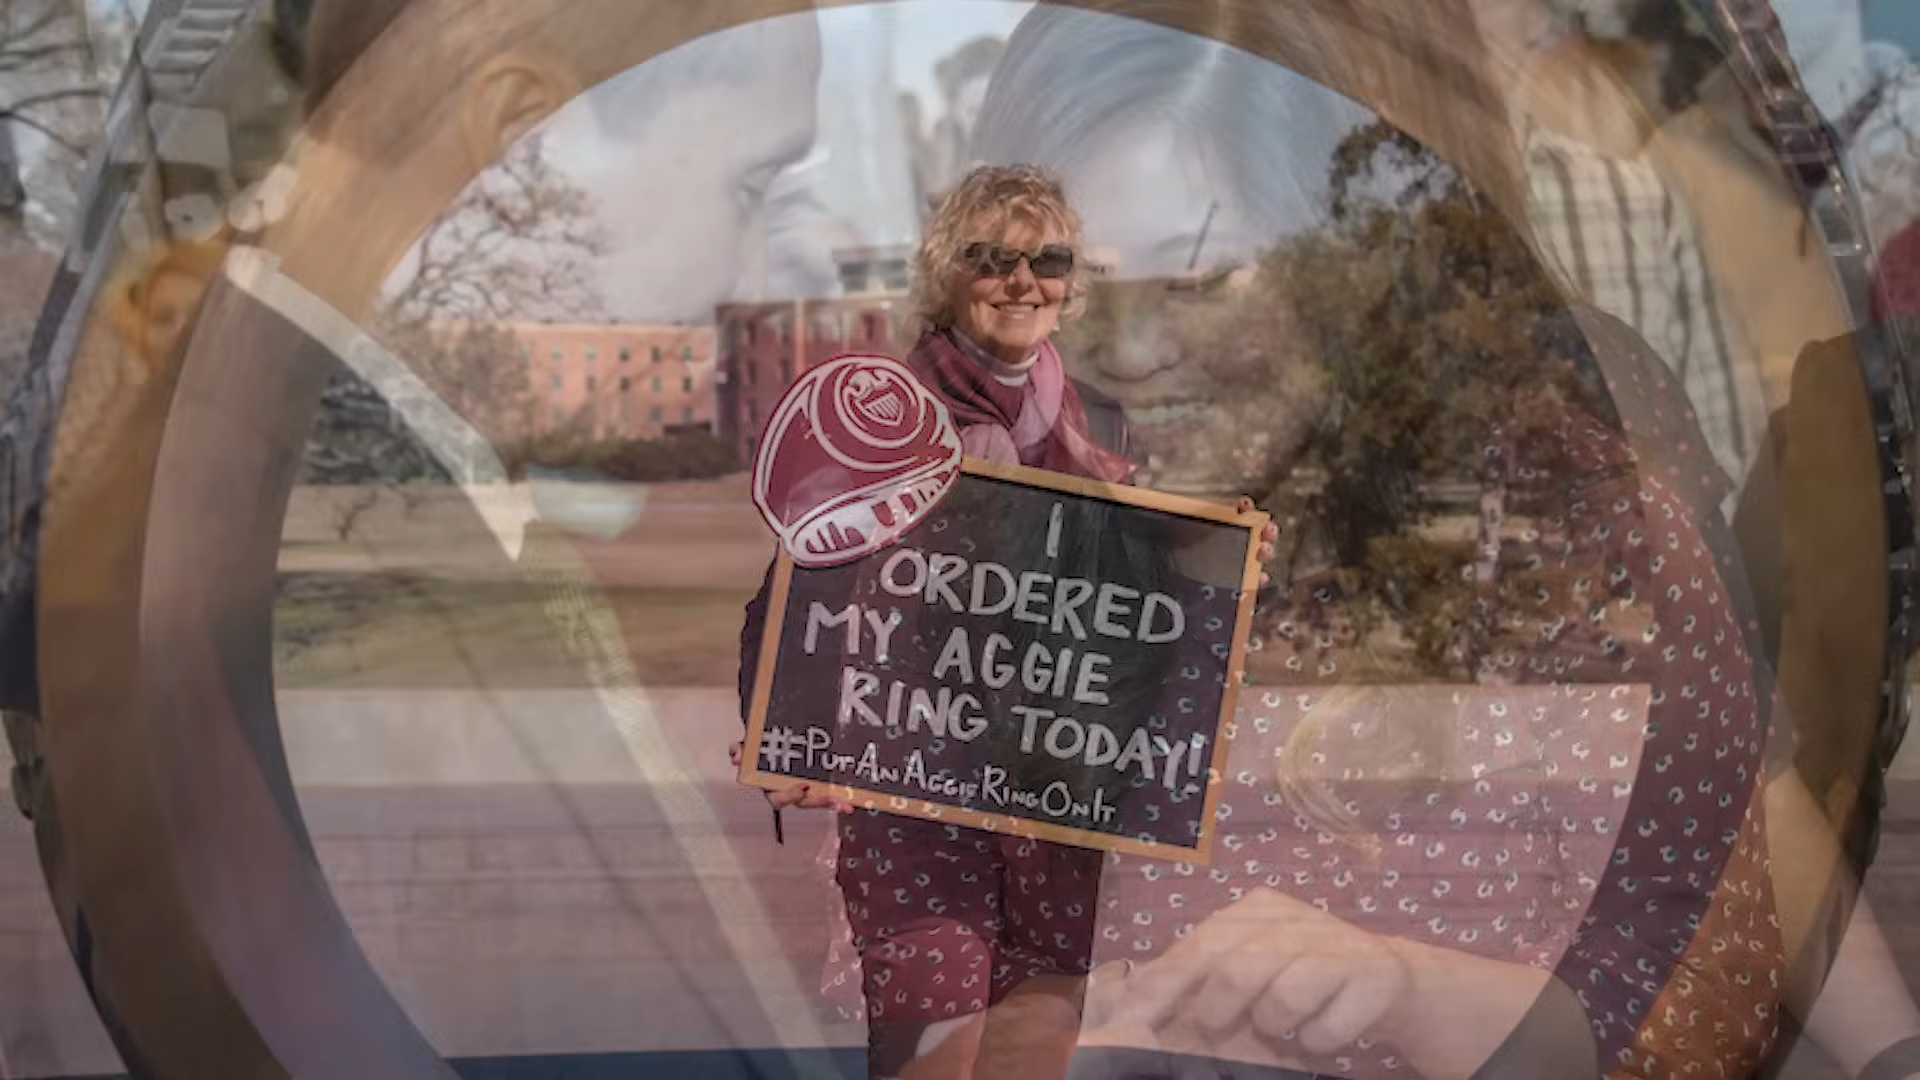 I
ORDERED
MY AGGIE
RING TODAY!
#PutAnAggieRingOnIt